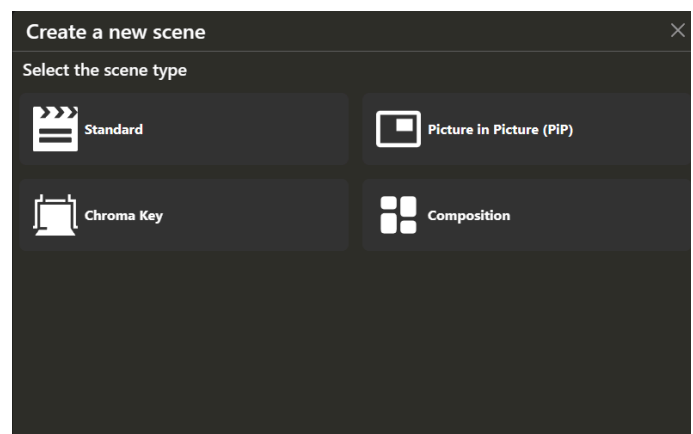 Create a new scene
Select the scene type
Standard
Picture in Picture (PiP)
Chroma Key
Composition